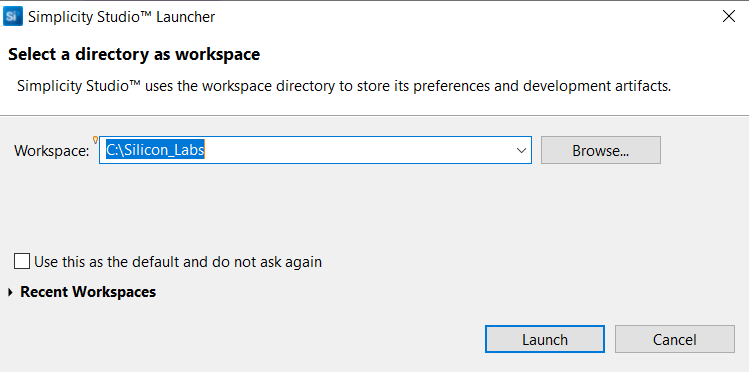 Si Simplicity Studio™ Launcher
Select a directory as workspace
Simplicity Studio™ uses the workspace directory to store its preferences and development artifacts.
Workspace: C:\Silicon_Labs Browse...
Use this as the default and do not ask again
Recent Workspaces
Launch Cancel